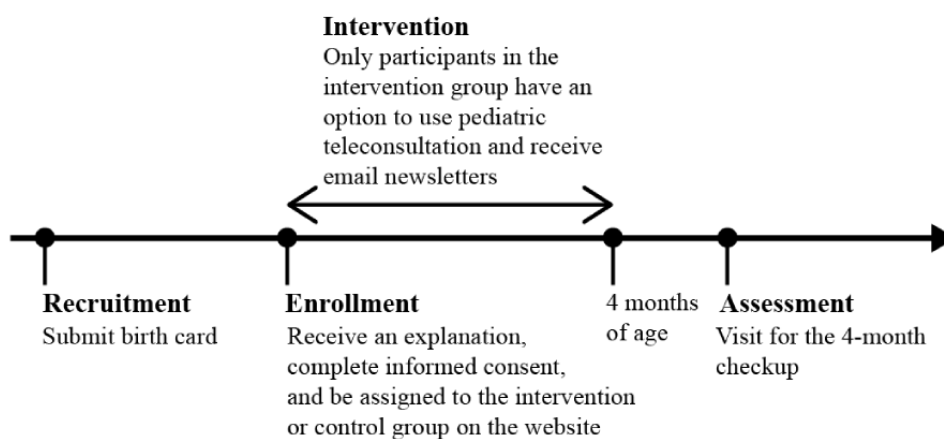 Intervention
Only participants in the
intervention group have an
option to use pediatric
teleconsultation and receive
email newsletters
Recruitment
Submit birth card
Enrollment
Receive an explanation,
complete informed consent,
and be assigned to the intervention
or control group on the website
4 months
of age
Assessment
Visit for the 4-month
checkup